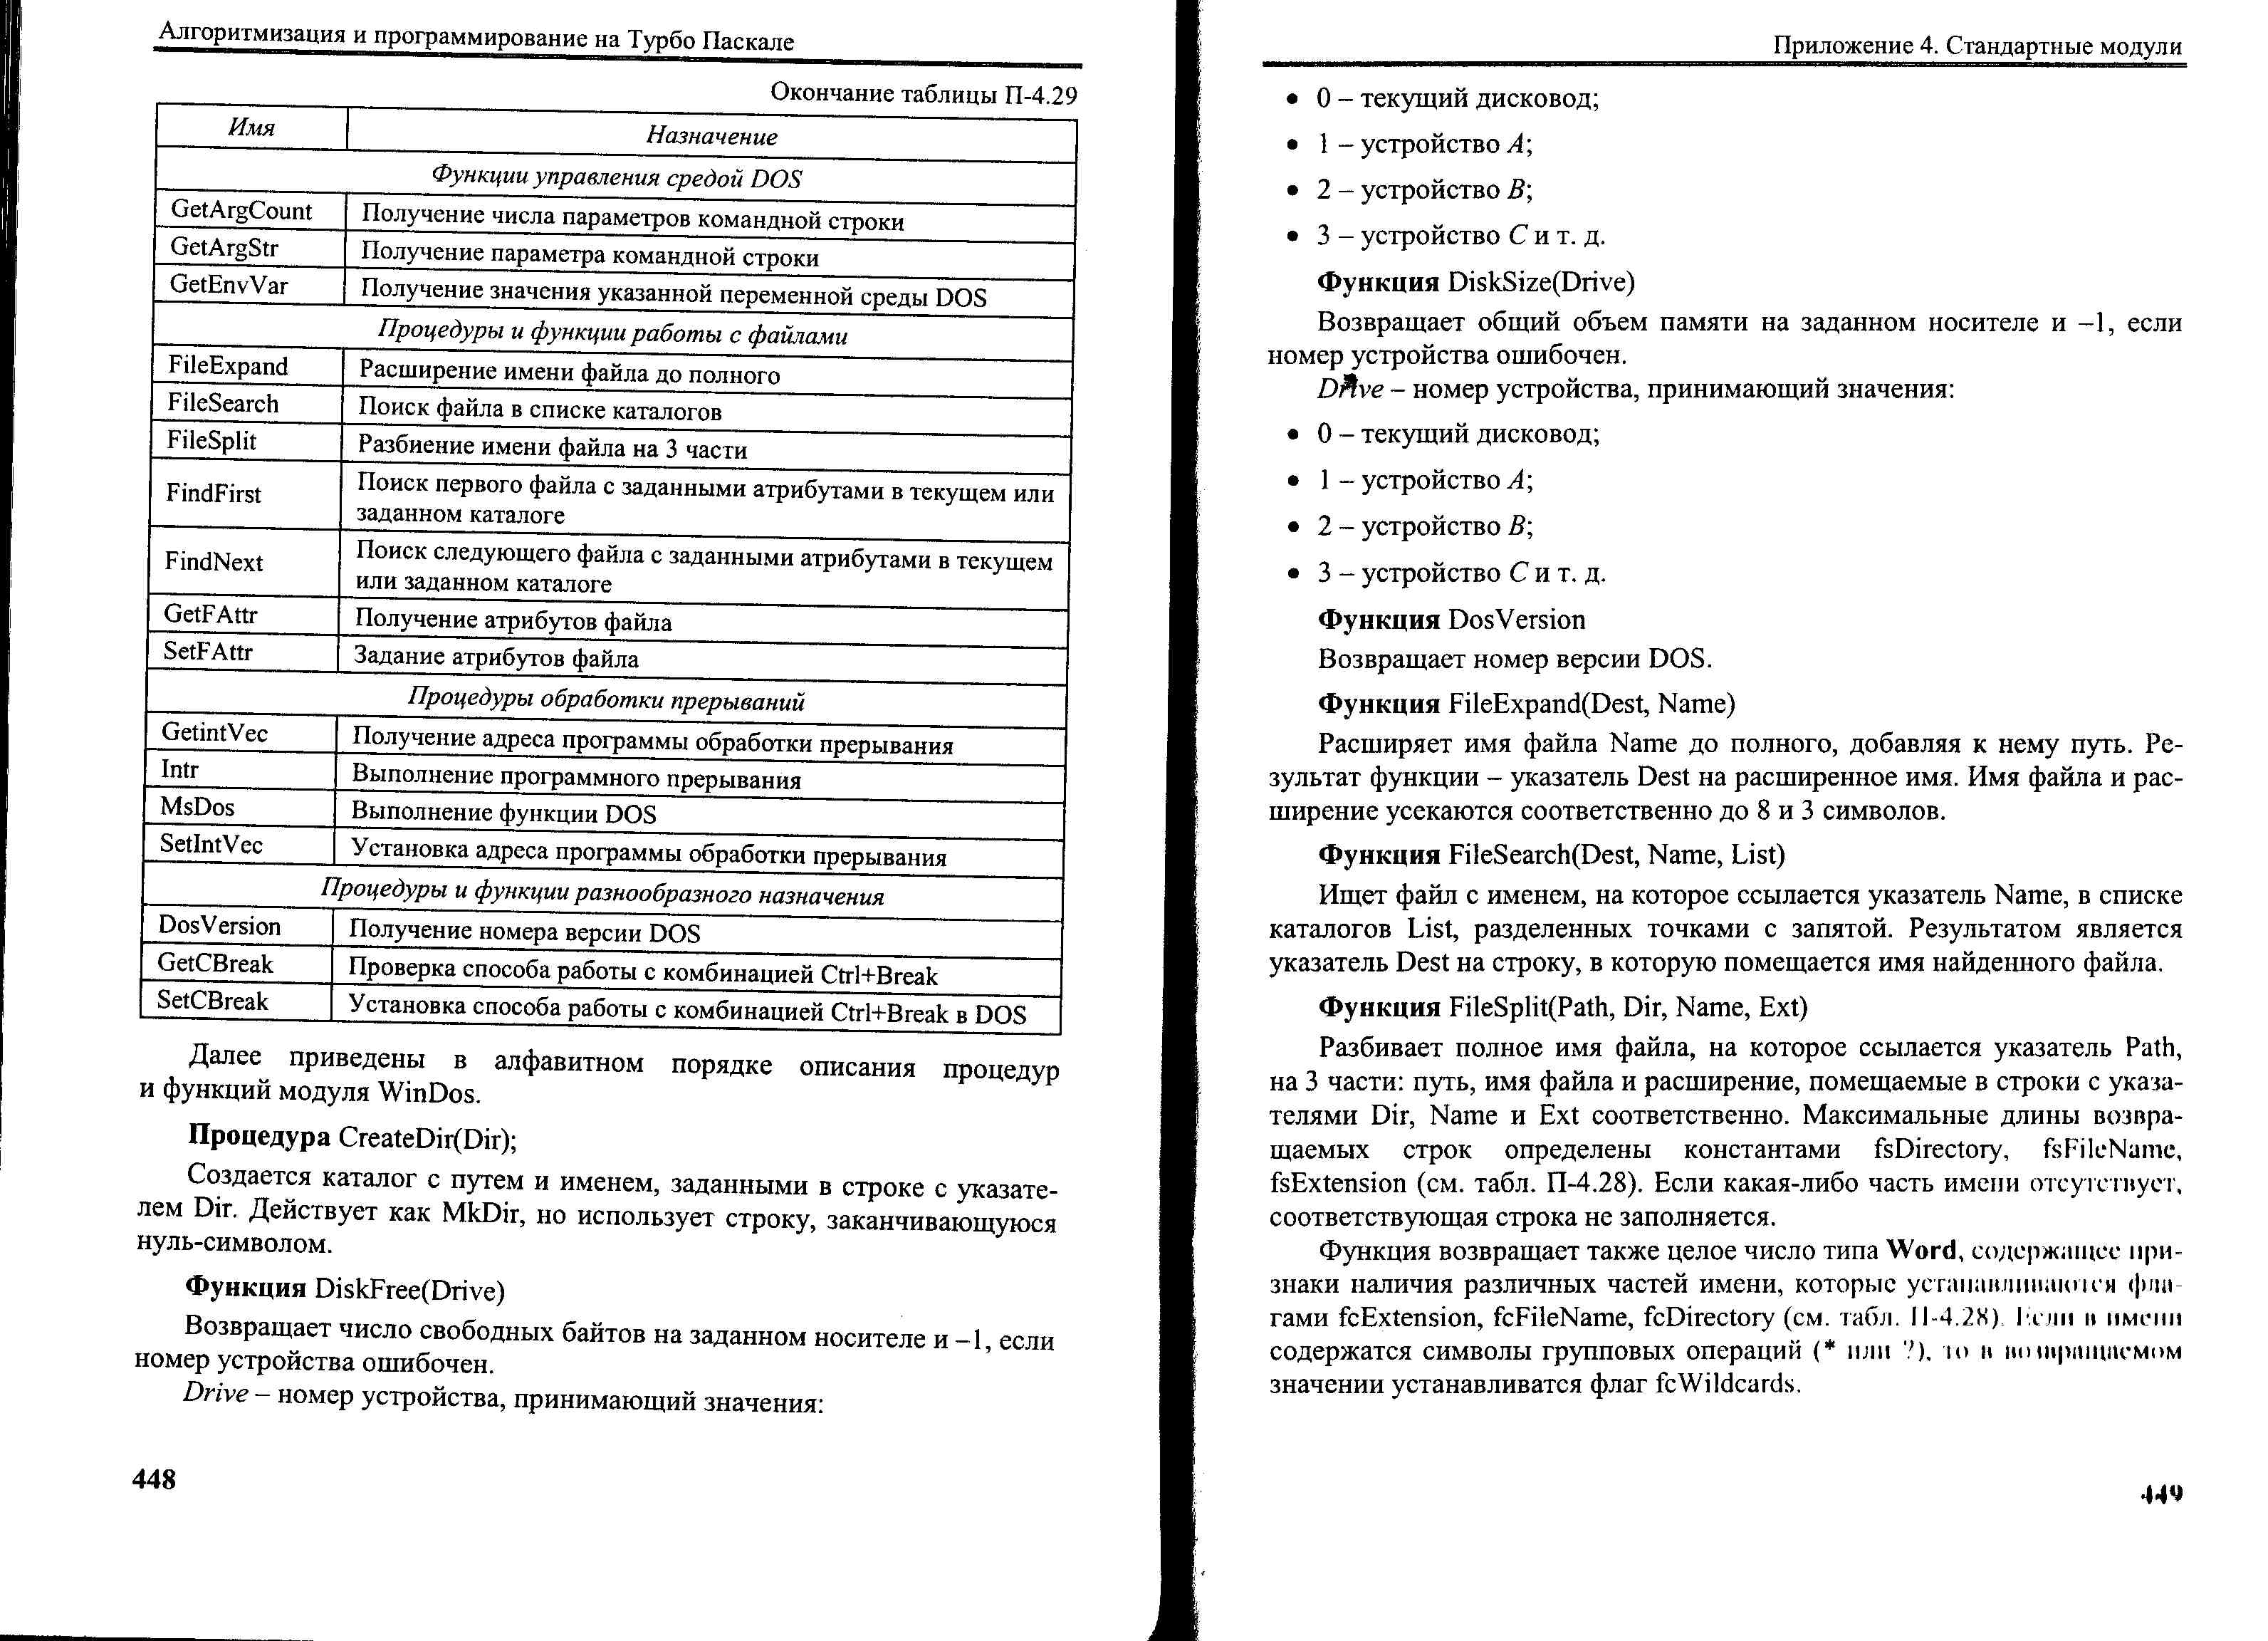 Алгоритмизация и программирование на Турбо Паскале
Окончание таблицы П-4.29
Имя Назначение
Функции управления средой DOS
GetArgCount Получение числа параметров командной строки
GetArgStr Получение параметра командной строки
GetEnvVar Получение значения указанной переменной среды DOS
Процедуры и функции работы с файлами
FileExpand Расширение имени файла до полного
FileSearch Поиск файла в списке каталогов
FileSplit Разбиение имени файла на 3 части
FindFirst Поиск первого файла с заданными атрибутами в текущем или
заданном каталоге
FindNext Поиск следующего файла с заданными атрибутами в текущем
или заданном каталоге
GetFAttr Получение атрибутов файла
SetFAttr Задание атрибутов файла
Процедуры обработки прерываний
GetintVec Получение адреса программы обработки прерывания
Intr Выполнение программного прерывания
MsDos Выполнение функции DOS
SetIntVec Установка адреса программы обработки прерывания
Процедуры и функции разнообразного назначения
DosVersion Получение номера версии DOS
GetCBreak Проверка способа работы с комбинацией Ctrl+Break
SetCBreak Установка способа работы с комбинацией Ctrl+Break в DOS
Далее приведены в алфавитном порядке описания процедур
и функций модуля WinDos.
Процедура CreateDir(Dir);
Создается каталог с путем и именем, заданными в строке с указате-
лем Dir. Действует как MkDir, но использует строку, заканчивающуюся
нуль-символом.
Функция DiskFree(Drive)
Возвращает число свободных байтов на заданном носителе и –1, если
номер устройства ошибочен.
Drive – номер устройства, принимающий значения:
448
Приложение 4. Стандартные модули
• 0 – текущий дисковод;
• 1 – устройство A;
• 2 – устройство B;
• 3 – устройство C и т. д.
Функция DiskSize(Drive)
Возвращает общий объем памяти на заданном носителе и –1, если
номер устройства ошибочен.
Drive – номер устройства, принимающий значения:
• 0 – текущий дисковод;
• 1 – устройство A;
• 2 – устройство B;
• 3 – устройство C и т. д.
Функция DosVersion
Возвращает номер версии DOS.
Функция FileExpand(Dest, Name)
Расширяет имя файла Name до полного, добавляя к нему путь. Ре-
зультат функции – указатель Dest на расширенное имя. Имя файла и рас-
ширение усекаются соответственно до 8 и 3 символов.
Функция FileSearch(Dest, Name, List)
Ищет файл с именем, на которое ссылается указатель Name, в списке
каталогов List, разделенных точками с запятой. Результатом является
указатель Dest на строку, в которую помещается имя найденного файла.
Функция FileSplit(Path, Dir, Name, Ext)
Разбивает полное имя файла, на которое ссылается указатель Path,
на 3 части: путь, имя файла и расширение, помещаемые в строки с указа-
телями Dir, Name и Ext соответственно. Максимальные длины возвра-
щаемых строк определены константами fsDirectory, fsFileName,
fsExtension (см. табл. П-4.28). Если какая-либо часть имени отсутствует,
соответствующая строка не заполняется.
Функция возвращает также целое число типа Word, содержащее при-
знаки наличия различных частей имени, которые устанавливаются фла-
гами fcExtension, fcFileName, fcDirectory (см. табл. П-4.28). Если в имени
содержатся символы групповых операций (* или ?), то в возвращаемом
значении устанавливатся флаг fcWildcards.
449